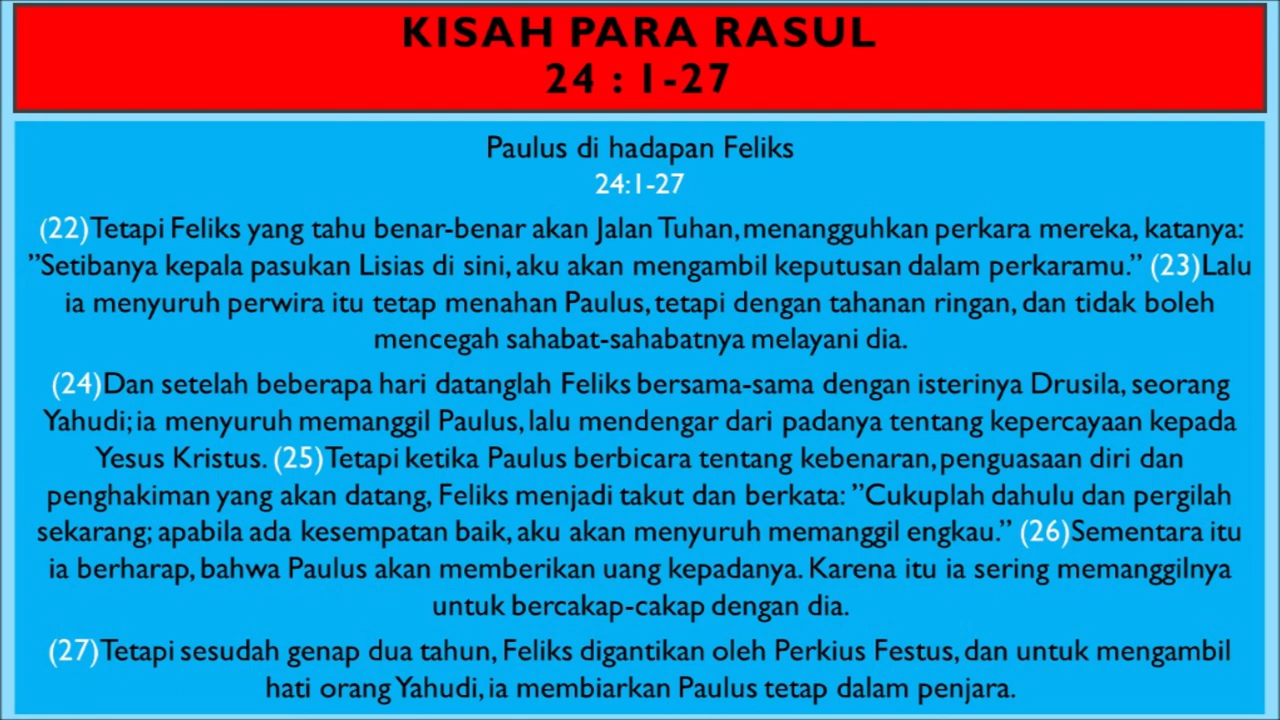 KISAH PARA RASUL
24 : 1-27
Paulus di hadapan Feliks
24:1-27
(22)Tetapi Feliks yang tahu benar-benar akan Jalan Tuhan, menangguhkan perkara mereka, katanya:
”Setibanya kepala pasukan Lisias di sini, aku akan mengambil keputusan dalam perkaramu.” (23)Lalu
ia menyuruh perwira itu tetap menahan Paulus, tetapi dengan tahanan ringan, dan tidak boleh
mencegah sahabat-sahabatnya melayani dia.
(24)Dan setelah beberapa hari datanglah Feliks bersama-sama dengan isterinya Drusila, seorang
Yahudi; ia menyuruh memanggil Paulus, lalu mendengar dari padanya tentang kepercayaan kepada
Yesus Kristus. (25)Tetapi ketika Paulus berbicara tentang kebenaran, penguasaan diri dan
penghakiman yang akan datang, Feliks menjadi takut dan berkata: ”Cukuplah dahulu dan pergilah
sekarang; apabila ada kesempatan baik, aku akan menyuruh memanggil engkau.” (26)Sementara itu
ia berharap, bahwa Paulus akan memberikan uang kepadanya. Karena itu ia sering memanggilnya
untuk bercakap-cakap dengan dia.
(27)Tetapi sesudah genap dua tahun, Feliks digantikan oleh Perkius Festus, dan untuk mengambil
hati orang Yahudi, ia membiarkan Paulus tetap dalam penjara.